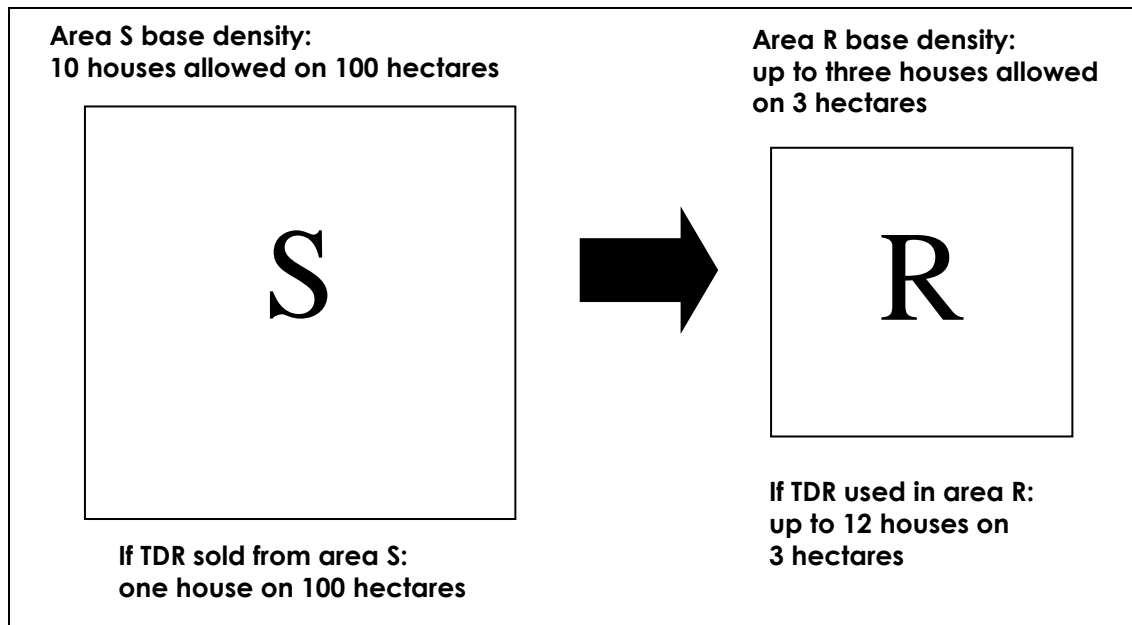 Area S base density:
10 houses allowed on 100 hectares
S
If TDR sold from area S:
one house on 100 hectares
Area R base density:
up to three houses allowed
on 3 hectares
R
If TDR used in area R:
up to 12 houses on
3 hectares